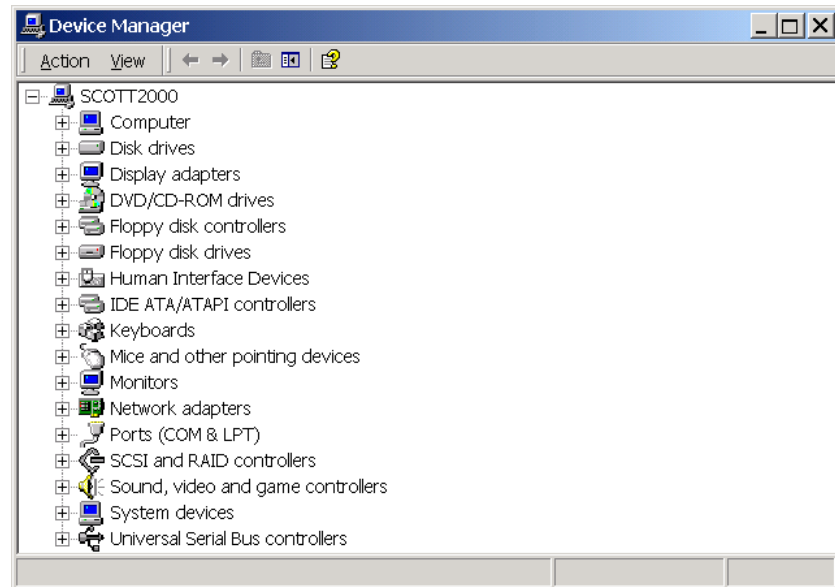 Device Manager
Action View
SCOTT2000
Computer
Disk drives
Display adapters
DVD/CD-ROM drives
Floppy disk controllers
Floppy disk drives
Human Interface Devices
IDE ATA/ATAPI controllers
Keyboards
Mice and other pointing devices
Monitors
Network adapters
Ports (COM & LPT)
SCSI and RAID controllers
Sound, video and game controllers
System devices
Universal Serial Bus controllers